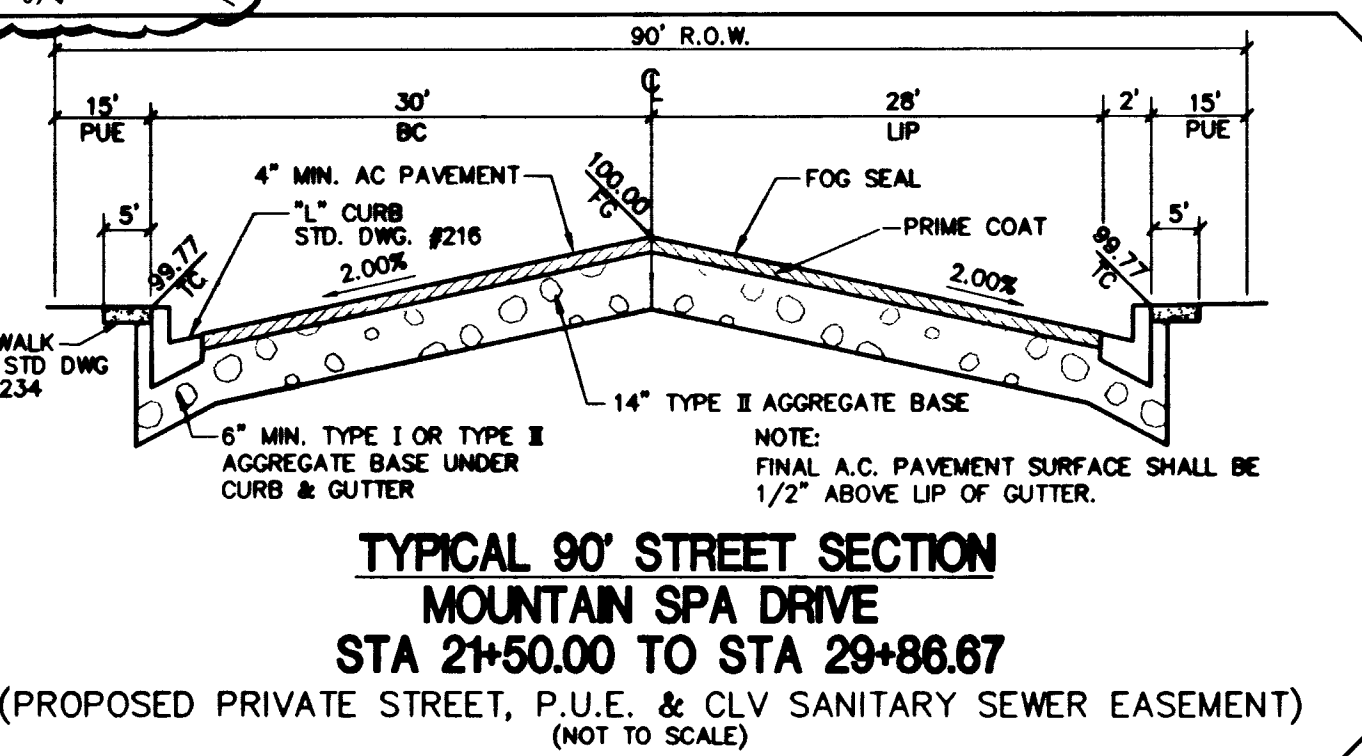 90' R.O.W.
15'
PUE
30'
BC
℄
28'
LIP
2'
15'
PUE
4" MIN. AC PAVEMENT
100.00
FG
FOG SEAL
5'
"L" CURB
STD. DWG. #216
PRIME COAT
5'
99.77
TC
2.00%
2.00%
99.77
TC
WALK
STD DWG
234
14" TYPE II AGGREGATE BASE
6" MIN. TYPE I OR TYPE II
AGGREGATE BASE UNDER
CURB & GUTTER
NOTE:
FINAL A.C. PAVEMENT SURFACE SHALL BE
1/2" ABOVE LIP OF GUTTER.
TYPICAL 90' STREET SECTION
MOUNTAIN SPA DRIVE
STA 21+50.00 TO STA 29+86.67
(PROPOSED PRIVATE STREET, P.U.E. & CLV SANITARY SEWER EASEMENT)
(NOT TO SCALE)